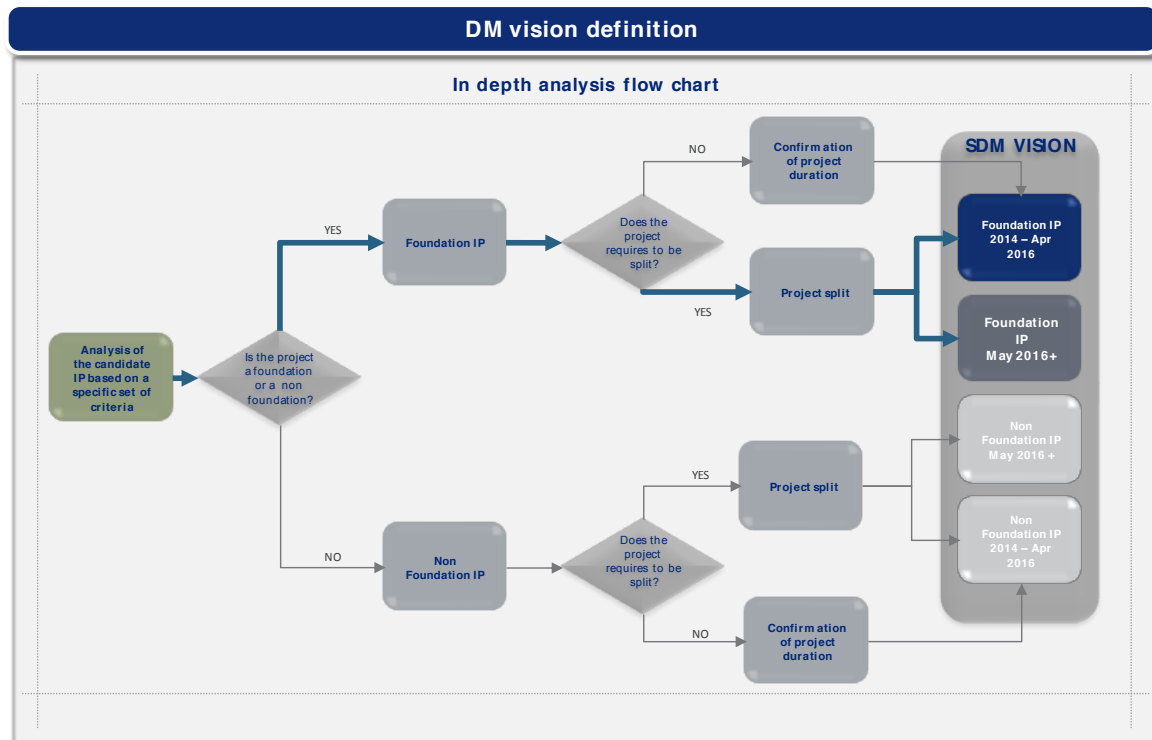 DM vision definition
In depth analysis flow chart
NO
Confirmation
of project
duration
SDM VISION
YES
Foundation IP
Does the
project
requires to be
split?
Foundation IP
2014 – Apr
2016
Project split
YES
Foundation
IP
May 2016+
Analysis of
the candidate
IP based on a
specific set of
criteria
Is the project
a foundation
or a non
foundation?
Non
Foundation IP
May 2016 +
YES
Project split
NO
Non
Foundation IP
Does the
project
requires to be
split?
Non
Foundation IP
2014 – Apr
2016
NO
Confirmation
of project
duration